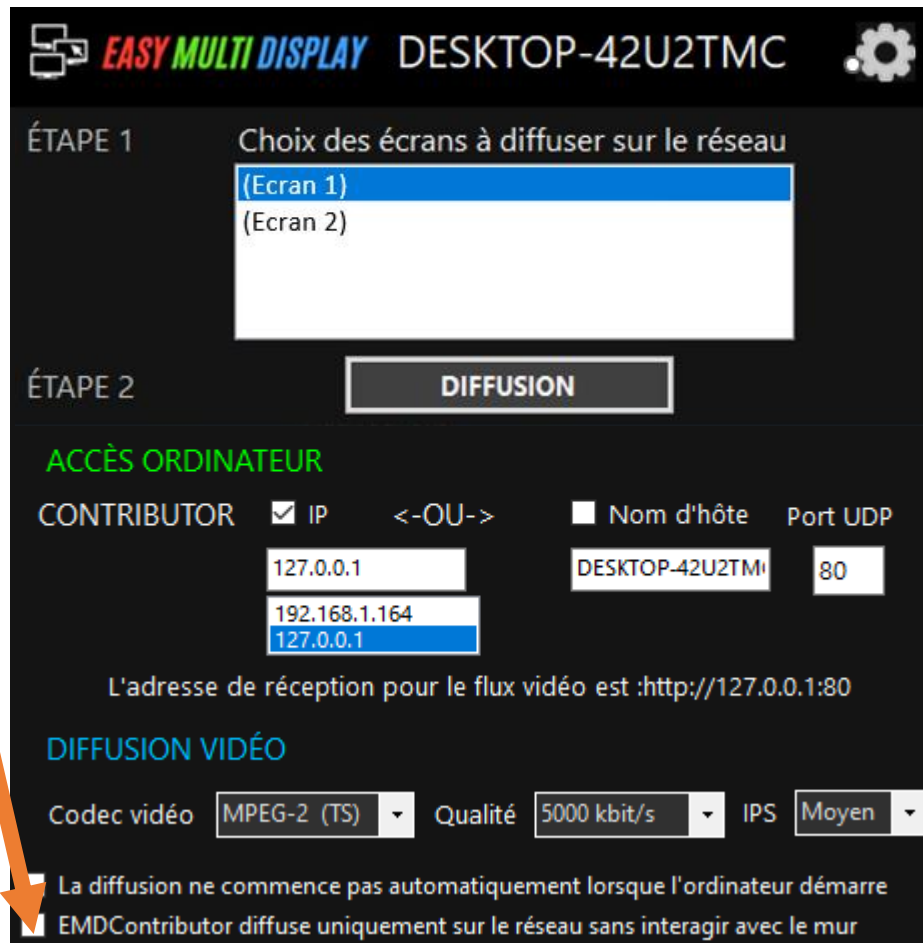 EASY MULTI DISPLAY DESKTOP-42U2TMC
ÉTAPE 1 Choix des écrans à diffuser sur le réseau
(Ecran 1)
(Ecran 2)
ÉTAPE 2 DIFFUSION
ACCÈS ORDINATEUR
CONTRIBUTOR IP <-OU-> Nom d'hôte Port UDP
127.0.0.1 DESKTOP-42U2TM 80
192.168.1.164
127.0.0.1
L'adresse de réception pour le flux vidéo est :http://127.0.0.1:80
DIFFUSION VIDÉO
Codec vidéo MPEG-2 (TS) Qualité 5000 kbit/s IPS Moyen
La diffusion ne commence pas automatiquement lorsque l'ordinateur démarre
EMDContributor diffuse uniquement sur le réseau sans interagir avec le mur